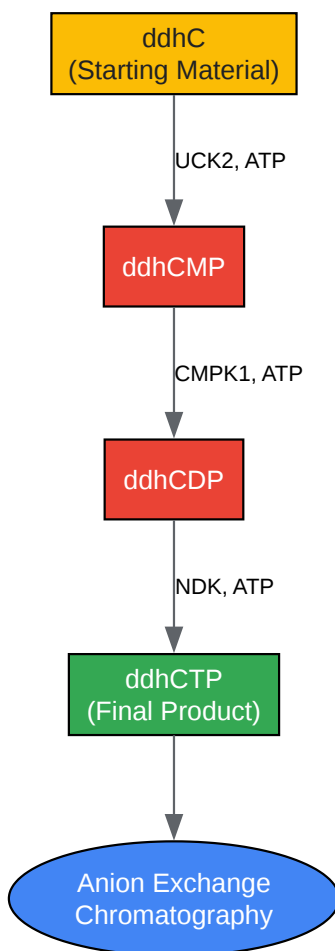 ddhC
(Starting Material)
UCK2, ATP
ddhCMP
CMPK1, ATP
ddhCDP
NDK, ATP
ddhCTP
(Final Product)
Anion Exchange
Chromatography